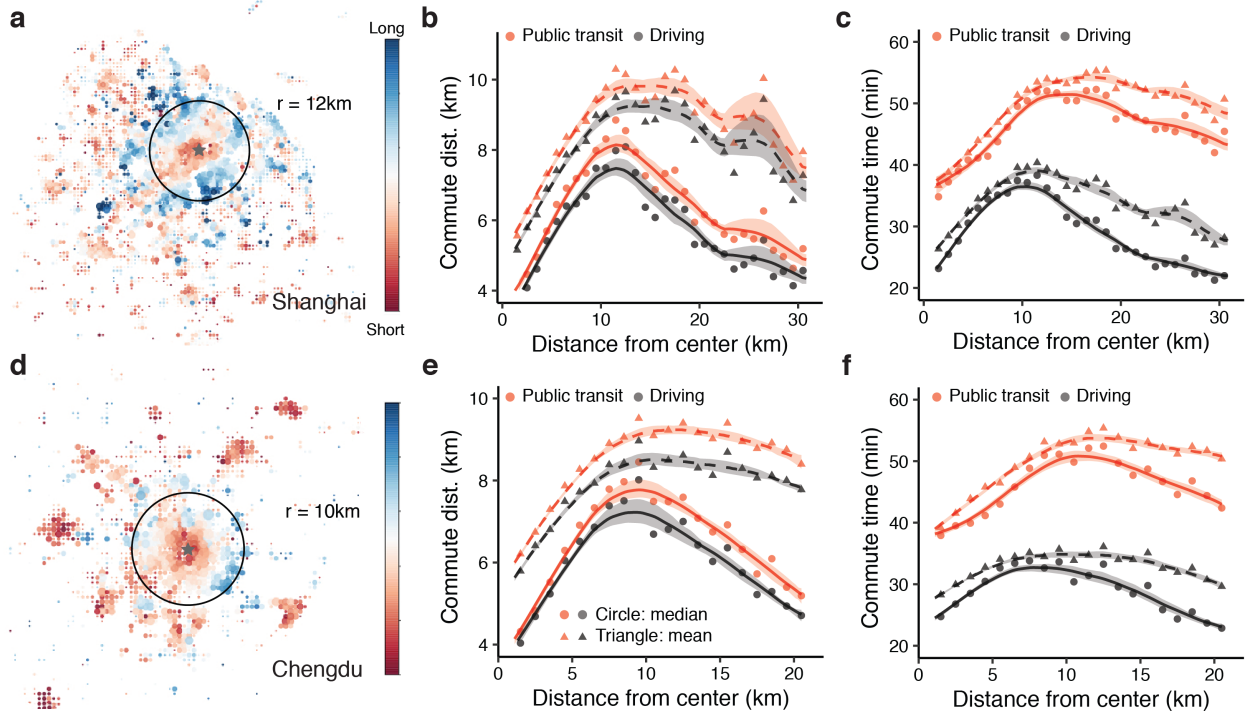 a
Long
r = 12km
Shanghai
Short
b
Public transit Driving
Commute dist. (km)
10
8
6
4
0 10 20 30
Distance from center (km)
c
Public transit Driving
Commute time (min)
60
50
40
30
20
0 10 20 30
Distance from center (km)
d
r = 10km
Chengdu
e
Public transit Driving
Commute dist. (km)
10
8
6
4
Circle: median
Triangle: mean
0 5 10 15 20
Distance from center (km)
f
Public transit Driving
Commute time (min)
60
50
40
30
20
0 5 10 15 20
Distance from center (km)